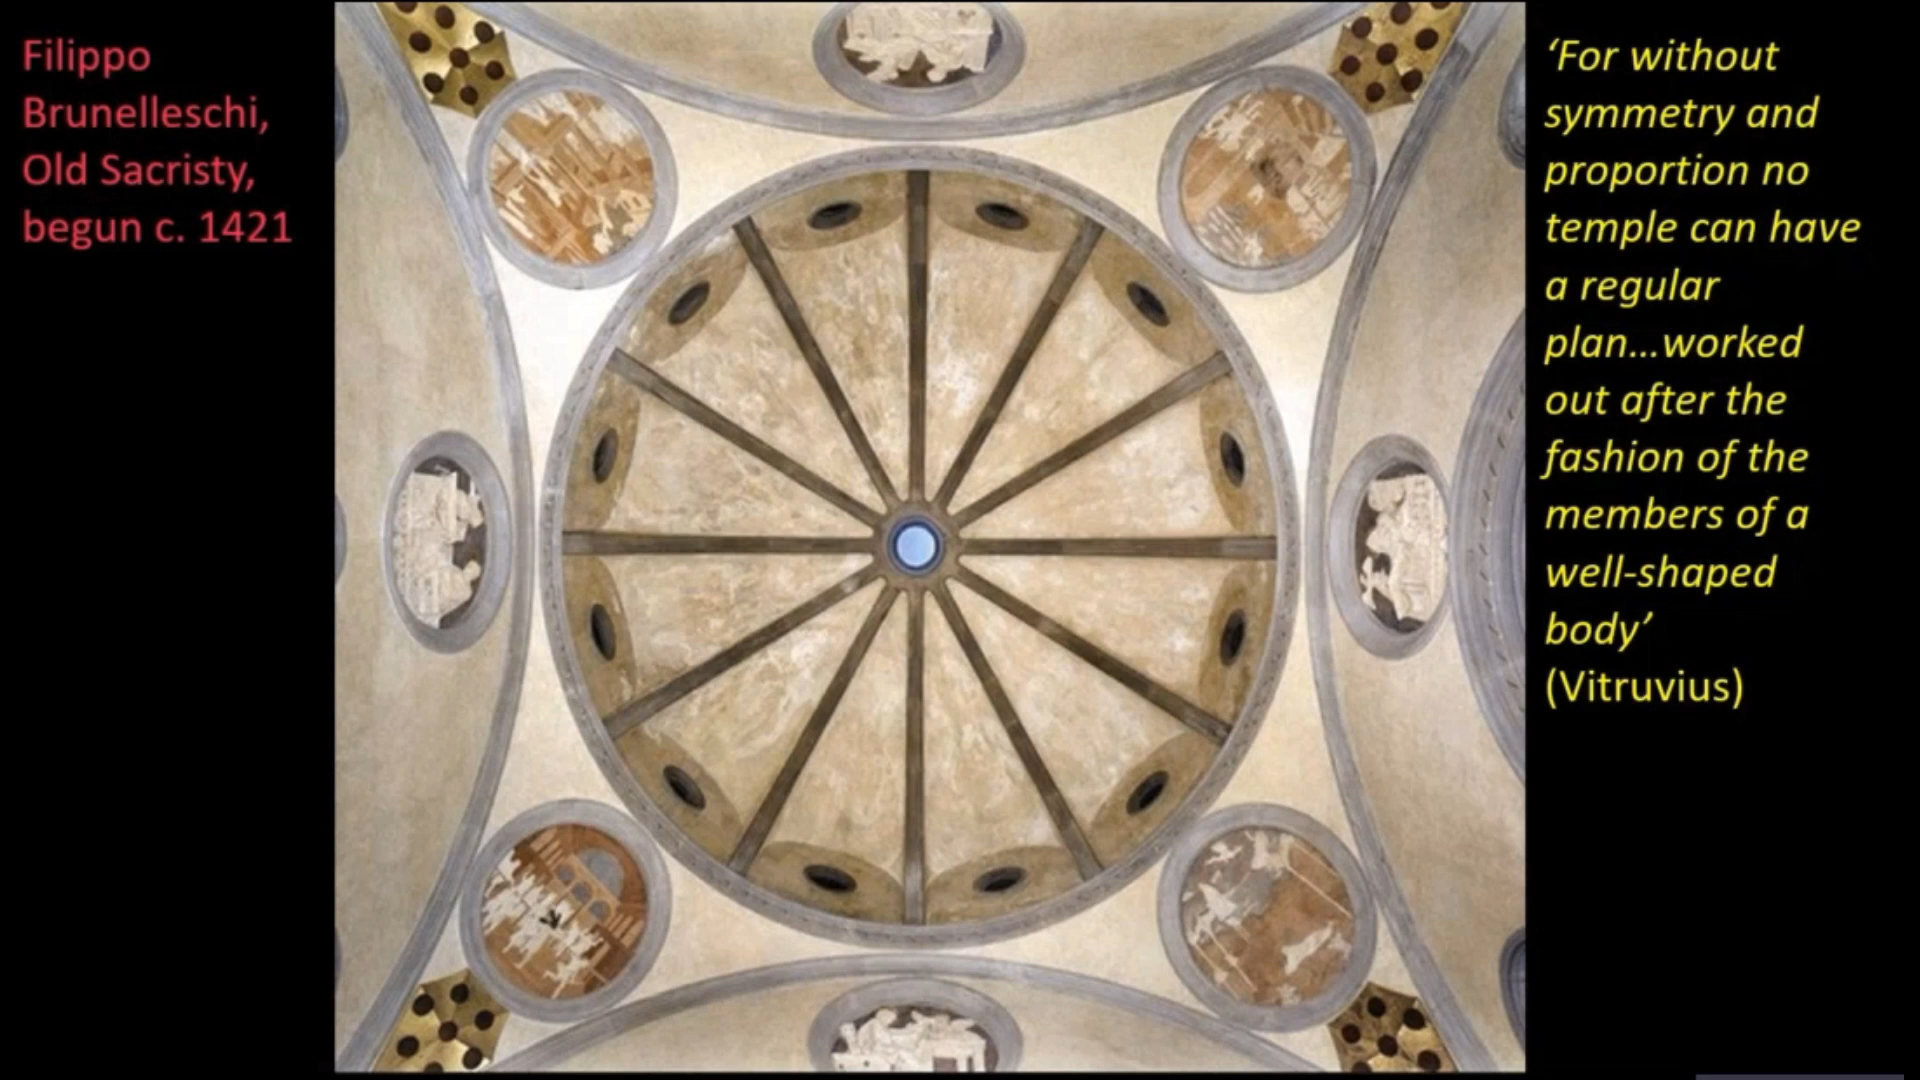 Filippo
Brunelleschi,
Old Sacristy,
begun c. 1421
‘For without
symmetry and
proportion no
temple can have
a regular
plan...worked
out after the
fashion of the
members of a
well-shaped
body’
(Vitruvius)